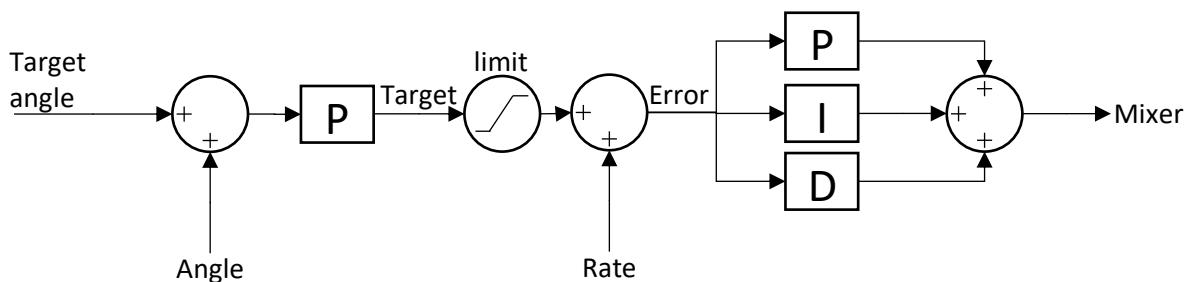 Target
angle
+
+
Angle
P
Target
limit
+
+
Rate
Error
P
I
D
+
+
+
Mixer